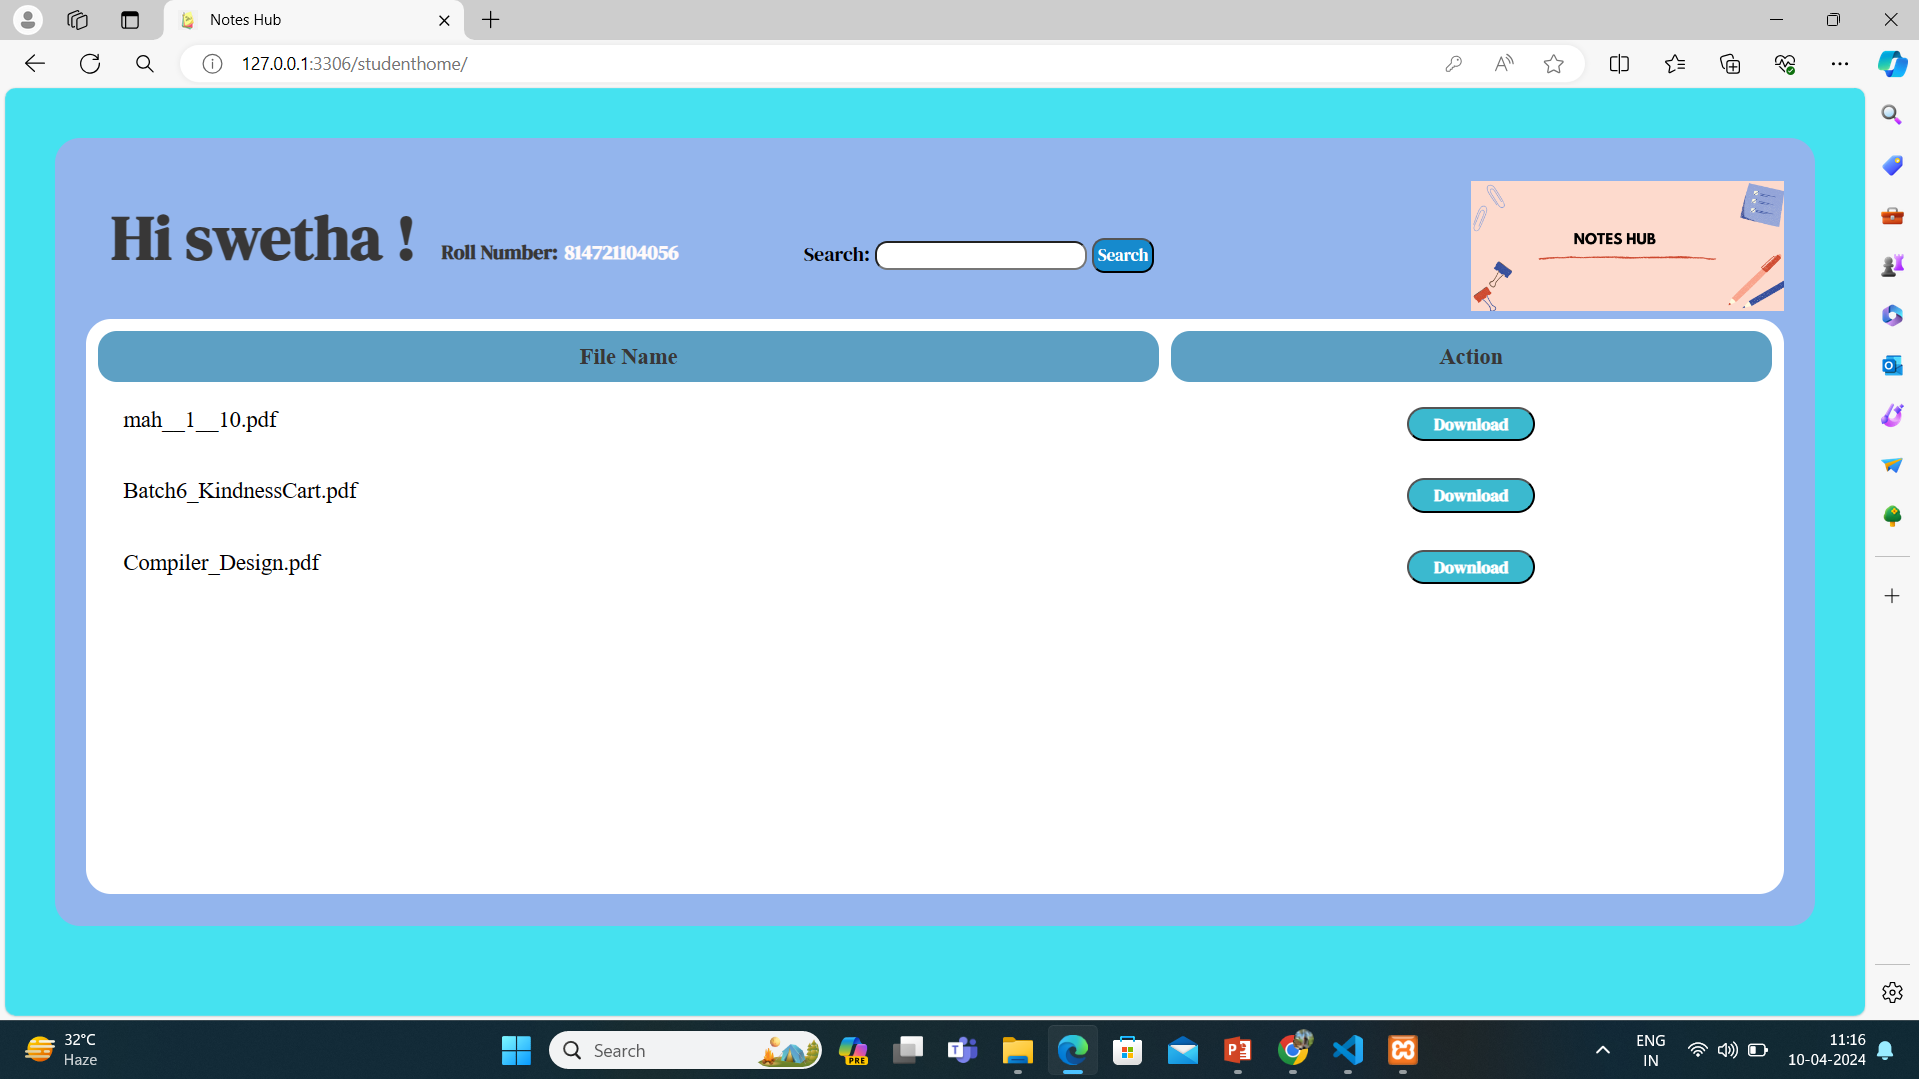 Notes Hub
127.0.0.1:3306/studenthome/
Hi swetha !
Roll Number: 814721104056
Search:
Search
NOTES HUB
File Name
Action
mah__1__10.pdf
Download
Batch6_KindnessCart.pdf
Download
Compiler_Design.pdf
Download
32°C
Haze
Search
PRE
ENG
IN
11:16
10-04-2024